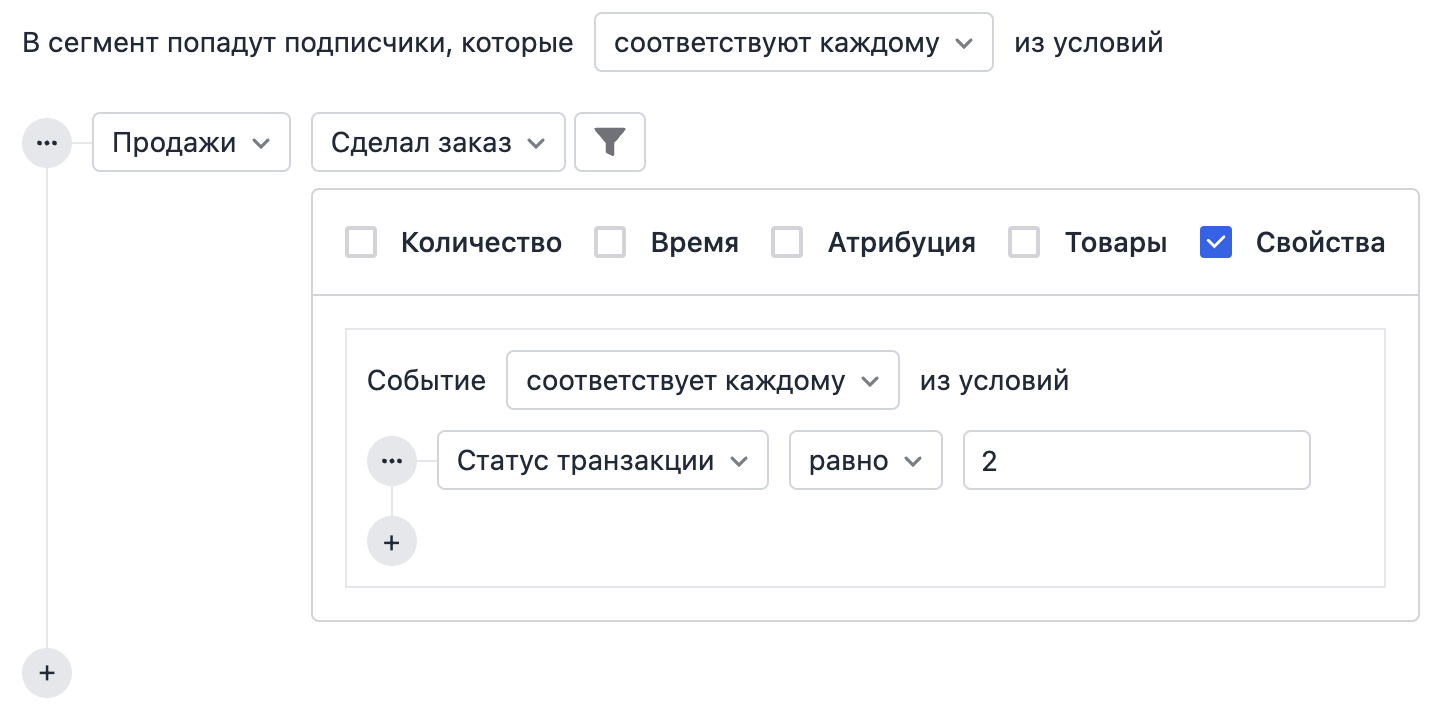 В сегмент попадут подписчики, которые соответствуют каждому из условий
Продажи Сделал заказ
Количество Время Атрибуция Товары Свойства
Событие соответствует каждому из условий
Статус транзакции равно 2
+
+